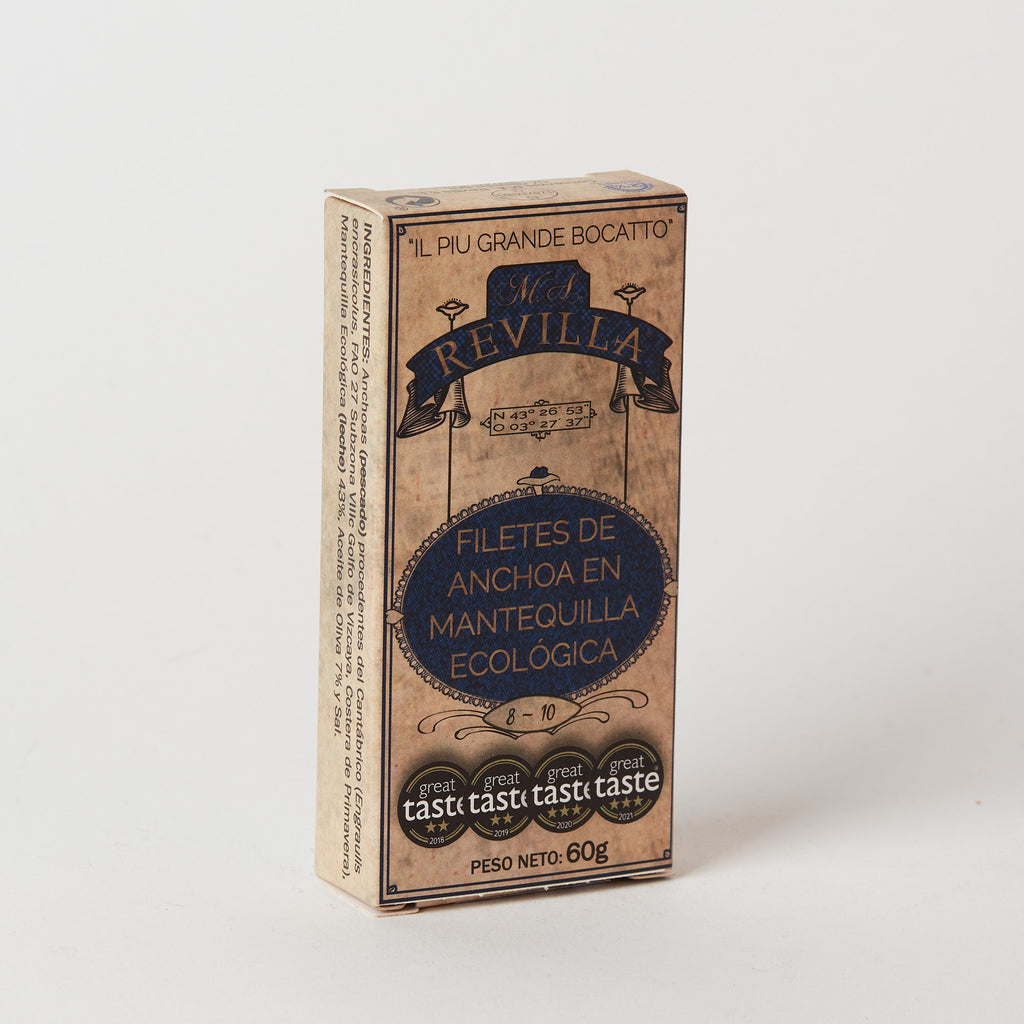 "IL PIU GRANDE BOCATTO"
M.A.
REVILLA
N 43º 26' 53"
O 03º 27' 37"
FILETES DE
ANCHOA EN
MANTEQUILLA
ECOLÓGICA
8 ~ 10
great
taste
2018
great
taste
2019
great
taste
2020
great
taste
2021
PESO NETO: 60g
INGREDIENTES: Anchoas (pescado) procedentes del Cantábrico (Engraulis
encrasicolus, FAO 27 Subzona VIIIc Golfo de Vizcaya, Costera de Primavera),
Mantequilla Ecológica (leche) 43%, Aceite de Oliva 7% y Sal.